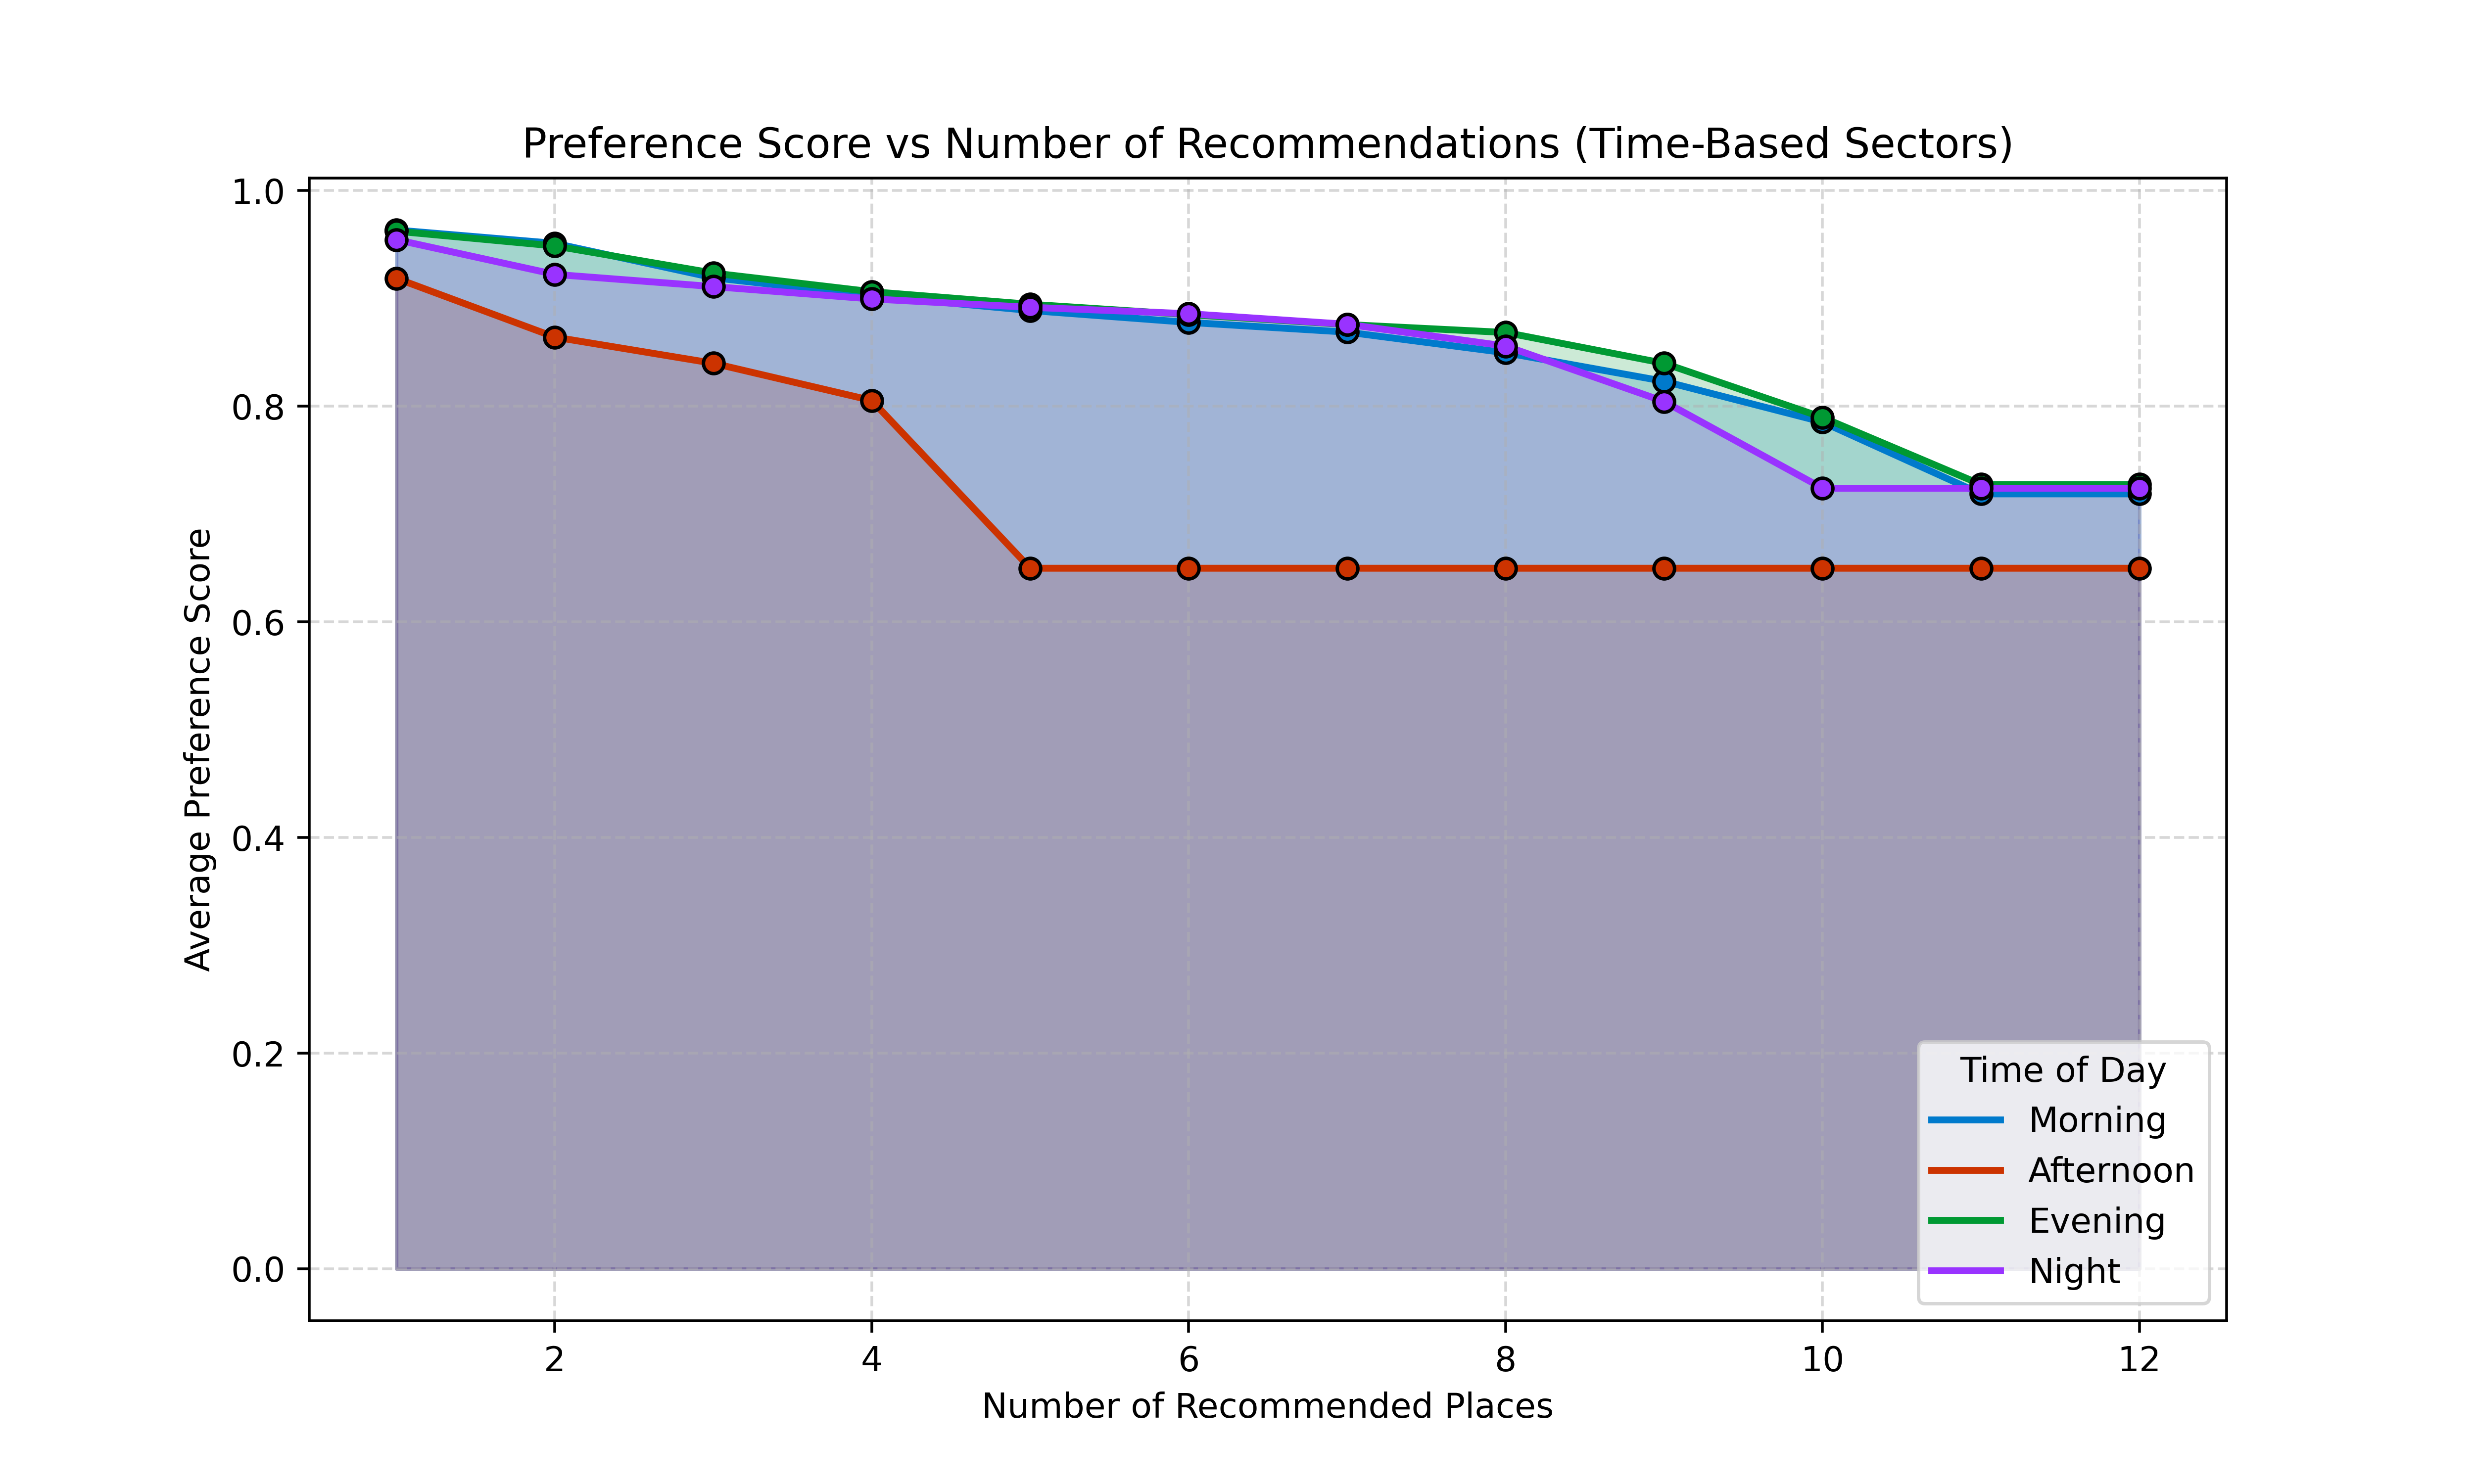 Preference Score vs Number of Recommendations (Time-Based Sectors)
1.0
0.8
0.6
0.4
0.2
0.0
Average Preference Score
2 4 6 8 10 12
Number of Recommended Places
Time of Day
Morning
Afternoon
Evening
Night